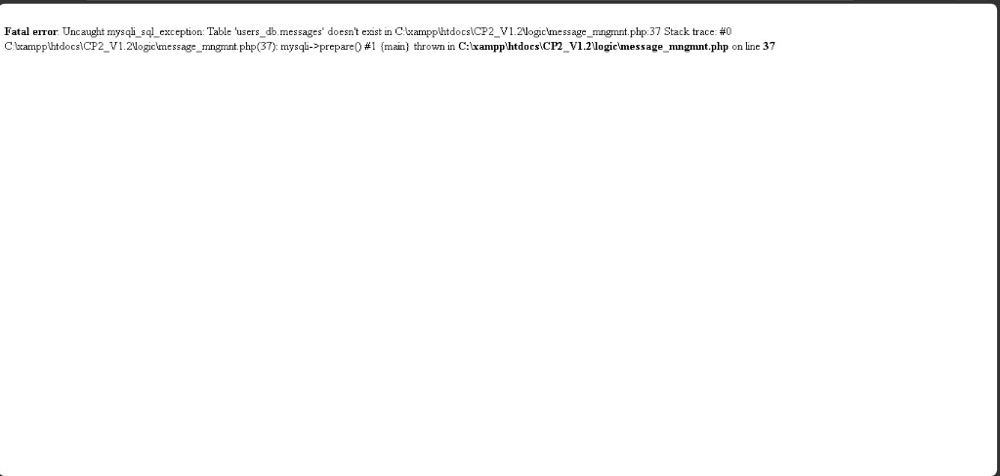 Fatal error: Uncaught mysqli_sql_exception: Table 'users_db.messages' doesn't exist in C:\xampp\htdocs\CP2_V1.2\logic\message_mngmnt.php:37 Stack trace: #0
C:\xampp\htdocs\CP2_V1.2\logic\message_mngmnt.php(37): mysqli->prepare() #1 {main} thrown in C:\xampp\htdocs\CP2_V1.2\logic\message_mngmnt.php on line 37